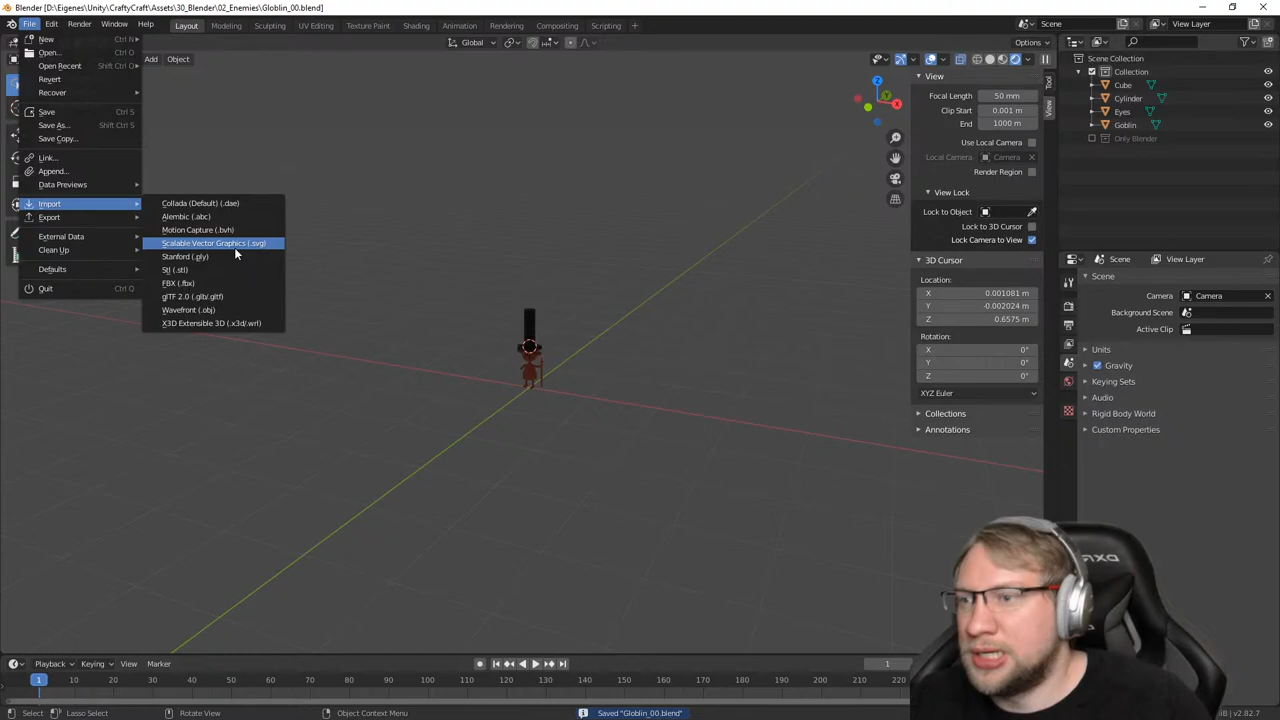 Blender [D:\Eigenes\Unity\CraftyCraft\Assets\30_Blender\02_Enemies\Globlin_00.blend]
File Edit Render Window Help Layout Modeling Sculpting UV Editing Texture Paint Shading Animation Rendering Compositing Scripting + Scene View Layer
New Ctrl N
Open...
Open Recent Shift Ctrl O
Revert
Recover
Save Ctrl S
Save As... Shift Ctrl S
Save Copy...
Link...
Append...
Data Previews
Import
Export
External Data
Clean Up
Defaults
Quit Ctrl Q
Collada (Default) (.dae)
Alembic (.abc)
Motion Capture (.bvh)
Scalable Vector Graphics (.svg)
Stanford (.ply)
Stl (.stl)
FBX (.fbx)
glTF 2.0 (.glb/.gltf)
Wavefront (.obj)
X3D Extensible 3D (.x3d/.wrl)
Add Object
Global
Options
View
Focal Length 50 mm
Clip Start 0.001 m
End 1000 m
Use Local Camera
Local Camera Camera
Render Region
View Lock
Lock to Object
Lock to 3D Cursor
Lock Camera to View
3D Cursor
Location:
X 0.001081 m
Y -0.002024 m
Z 0.6575 m
Rotation:
X 0°
Y 0°
Z 0°
XYZ Euler
Collections
Annotations
Tool
View
Z
Y
X
Scene Collection
Collection
Cube
Cylinder
Eyes
Goblin
Only Blender
Scene View Layer
Scene
Camera Camera
Background Scene
Active Clip
Units
Gravity
Keying Sets
Audio
Rigid Body World
Custom Properties
DXRACER
Playback Keying View Marker 1
1 10 20 30 40 50 60 70 80 90 100 110 120 130 140 150 160 170 180 190 200 210 220
Select Lasso Select Rotate View Object Context Menu Saved "Globlin_00.blend" iB | v2.82.7